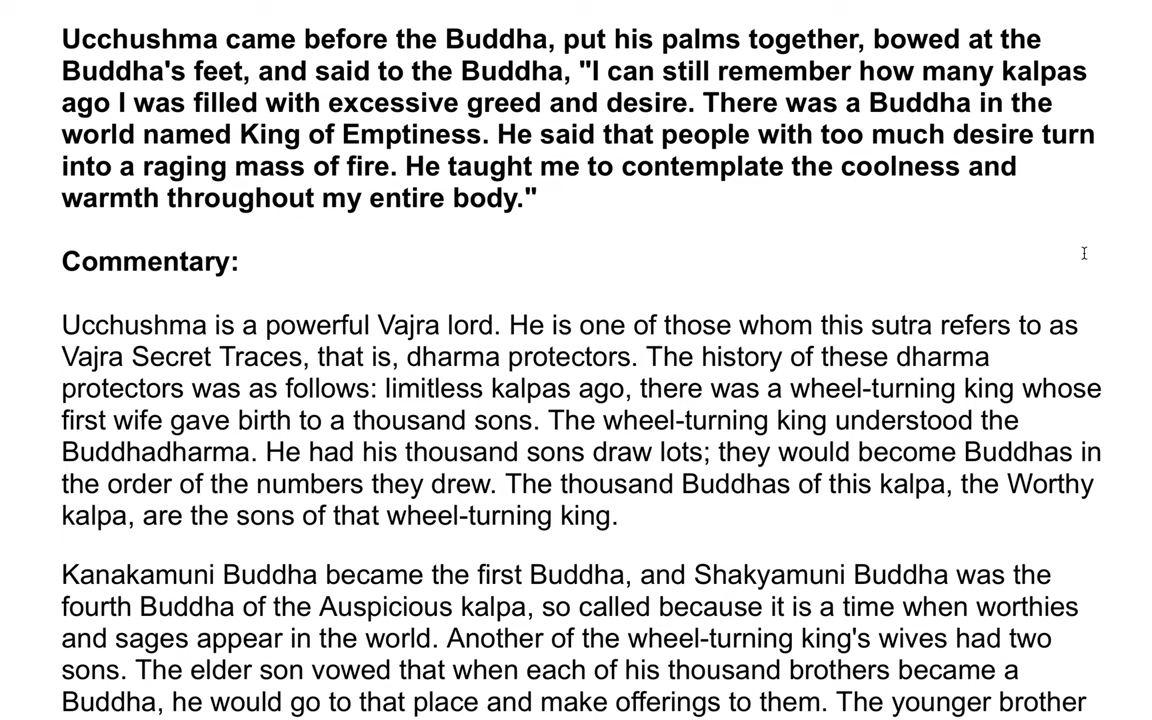 Ucchushma came before the Buddha, put his palms together, bowed at the
Buddha's feet, and said to the Buddha, "I can still remember how many kalpas
ago I was filled with excessive greed and desire. There was a Buddha in the
world named King of Emptiness. He said that people with too much desire turn
into a raging mass of fire. He taught me to contemplate the coolness and
warmth throughout my entire body."
Commentary:
Ucchushma is a powerful Vajra lord. He is one of those whom this sutra refers to as
Vajra Secret Traces, that is, dharma protectors. The history of these dharma
protectors was as follows: limitless kalpas ago, there was a wheel-turning king whose
first wife gave birth to a thousand sons. The wheel-turning king understood the
Buddhadharma. He had his thousand sons draw lots; they would become Buddhas in
the order of the numbers they drew. The thousand Buddhas of this kalpa, the Worthy
kalpa, are the sons of that wheel-turning king.
Kanakamuni Buddha became the first Buddha, and Shakyamuni Buddha was the
fourth Buddha of the Auspicious kalpa, so called because it is a time when worthies
and sages appear in the world. Another of the wheel-turning king's wives had two
sons. The elder son vowed that when each of his thousand brothers became a
Buddha, he would go to that place and make offerings to them. The younger brother